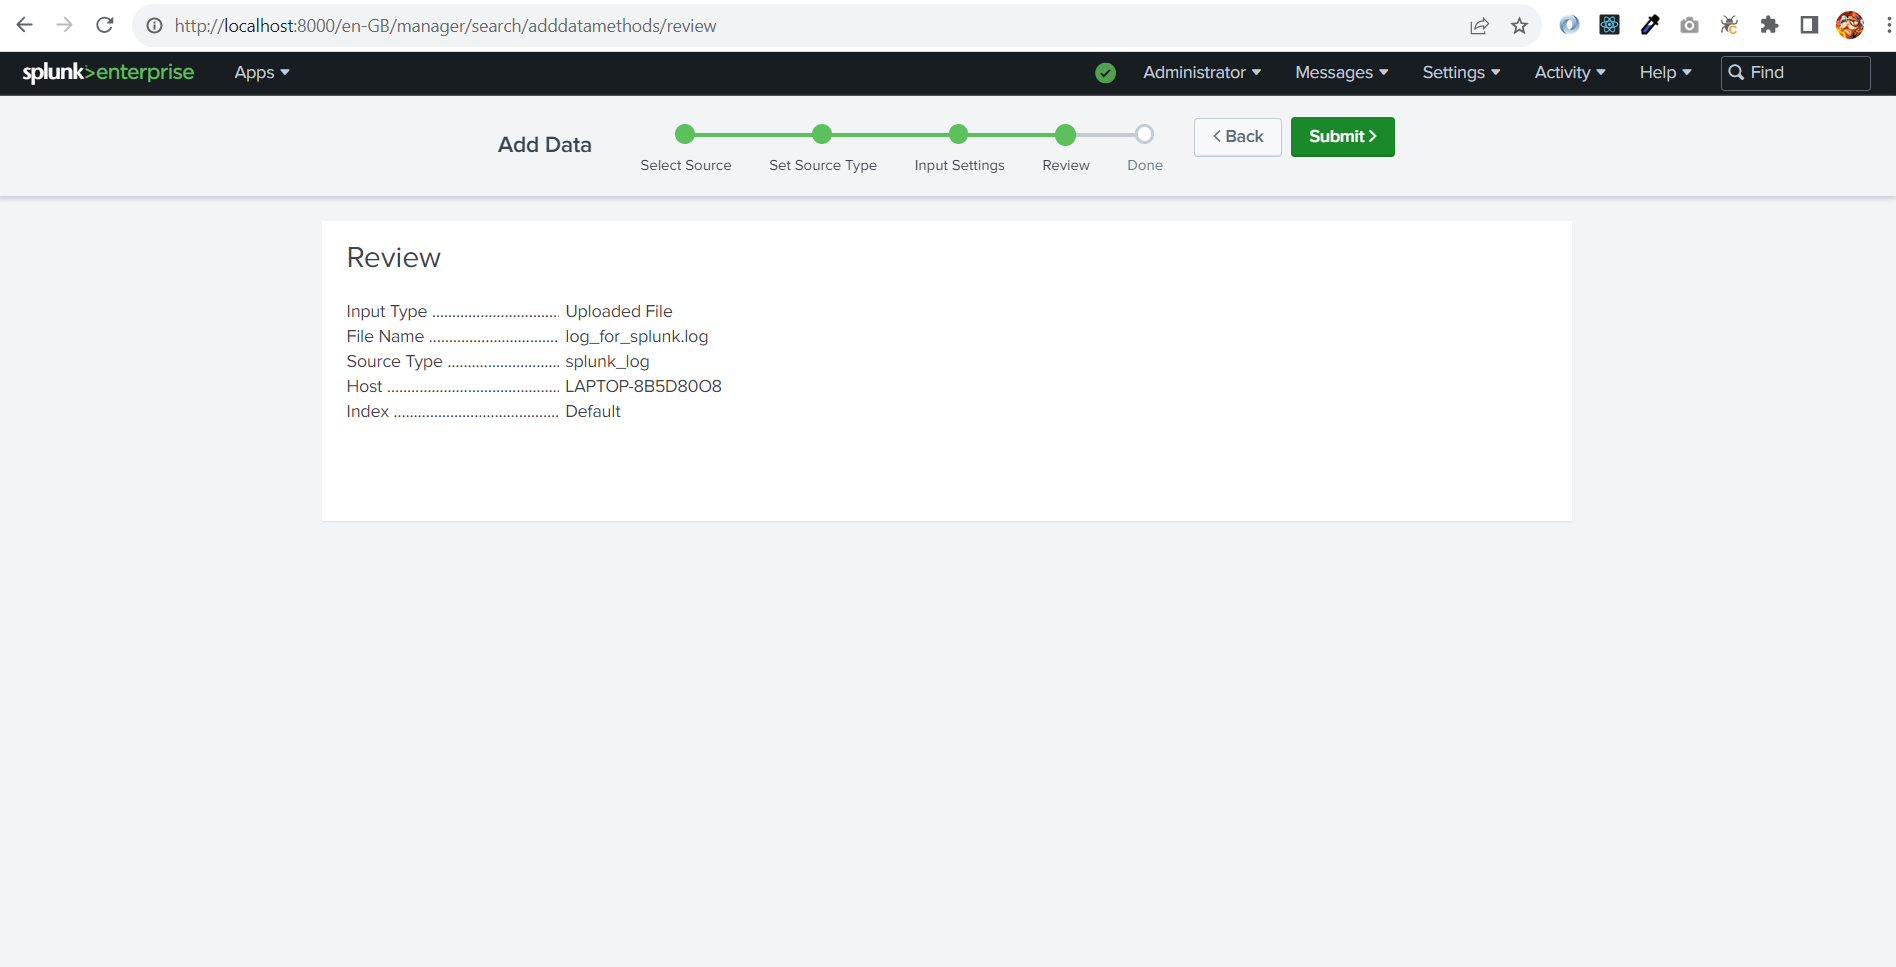 http://localhost:8000/en-GB/manager/search/adddatamethods/review
splunk>enterprise Apps Administrator Messages Settings Activity Help Find
Add Data
Select Source Set Source Type Input Settings Review Done
< Back Submit >
Review
Input Type ................................ Uploaded File
File Name ................................ log_for_splunk.log
Source Type ............................ splunk_log
Host ........................................... LAPTOP-8B5D80O8
Index ......................................... Default